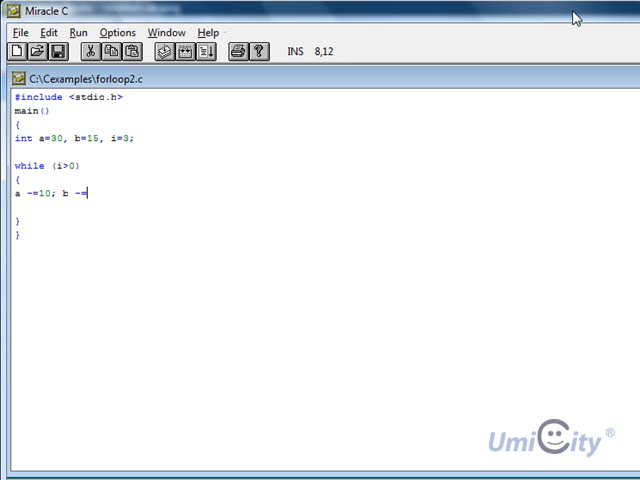 Miracle C
File Edit Run Options Window Help
INS 8,12
C:\Cexamples\forloop2.c
#include <stdio.h>
main()
{
int a=30, b=15, i=3;
while (i>0)
{
a -=10; b -=
}
}
UmiCity ®